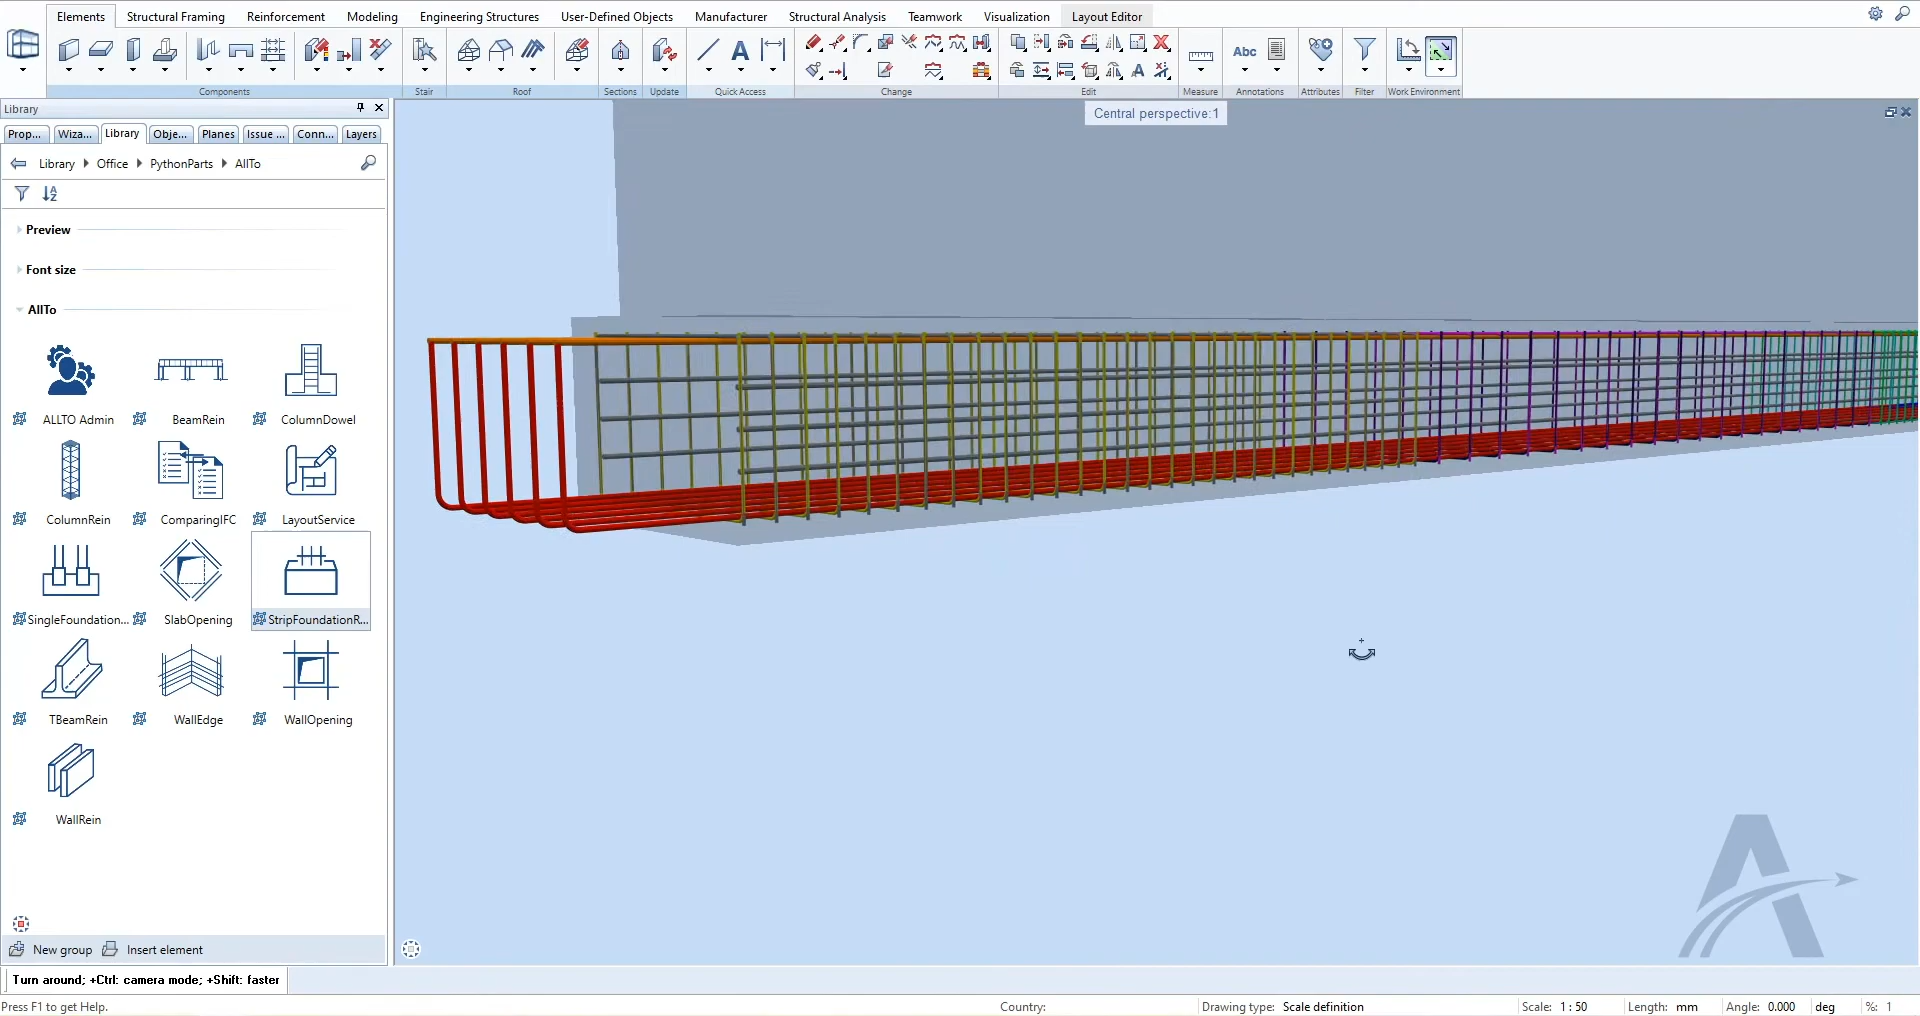 Elements Structural Framing Reinforcement Modeling Engineering Structures User-Defined Objects Manufacturer Structural Analysis Teamwork Visualization Layout Editor
A Abc A
Components Stair Roof Sections Update Quick Access Change Edit Measure Annotations Attributes Filter Work Environment
Library
Central perspective:1
Prop... Wiza... Library Obje... Planes Issue ... Conn... Layers
Library Office PythonParts AllTo
Preview
Font size
AllTo
ALLTO Admin BeamRein ColumnDowel
ColumnRein ComparingIFC LayoutService
SingleFoundation... SlabOpening StripFoundationR...
TBeamRein WallEdge WallOpening
WallRein
New group Insert element
Turn around; +Ctrl: camera mode; +Shift: faster
Press F1 to get Help. Country: Drawing type: Scale definition Scale: 1 : 50 Length: mm Angle: 0.000 deg %: 1